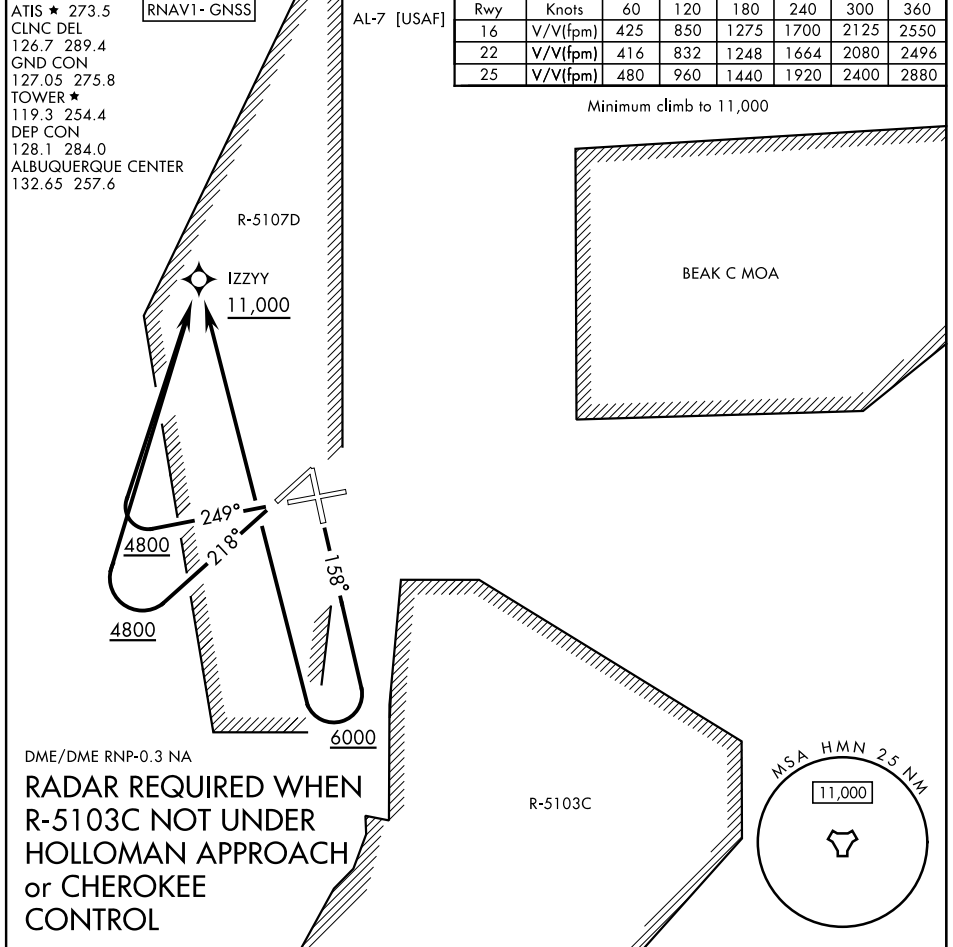 ATIS ★ 273.5
CLNC DEL
126.7 289.4
GND CON
127.05 275.8
TOWER ★
119.3 254.4
DEP CON
128.1 284.0
ALBUQUERQUE CENTER
132.65 257.6
RNAV1- GNSS
AL-7 [USAF]
Rwy Knots 60 120 180 240 300 360
16 V/V(fpm) 425 850 1275 1700 2125 2550
22 V/V(fpm) 416 832 1248 1664 2080 2496
25 V/V(fpm) 480 960 1440 1920 2400 2880
Minimum climb to 11,000
R-5107D
IZZYY
11,000
BEAK C MOA
249°
4800
218°
158°
4800
6000
DME/DME RNP-0.3 NA
RADAR REQUIRED WHEN
R-5103C NOT UNDER
HOLLOMAN APPROACH
or CHEROKEE
CONTROL
R-5103C
MSA HMN 25 NM
11,000